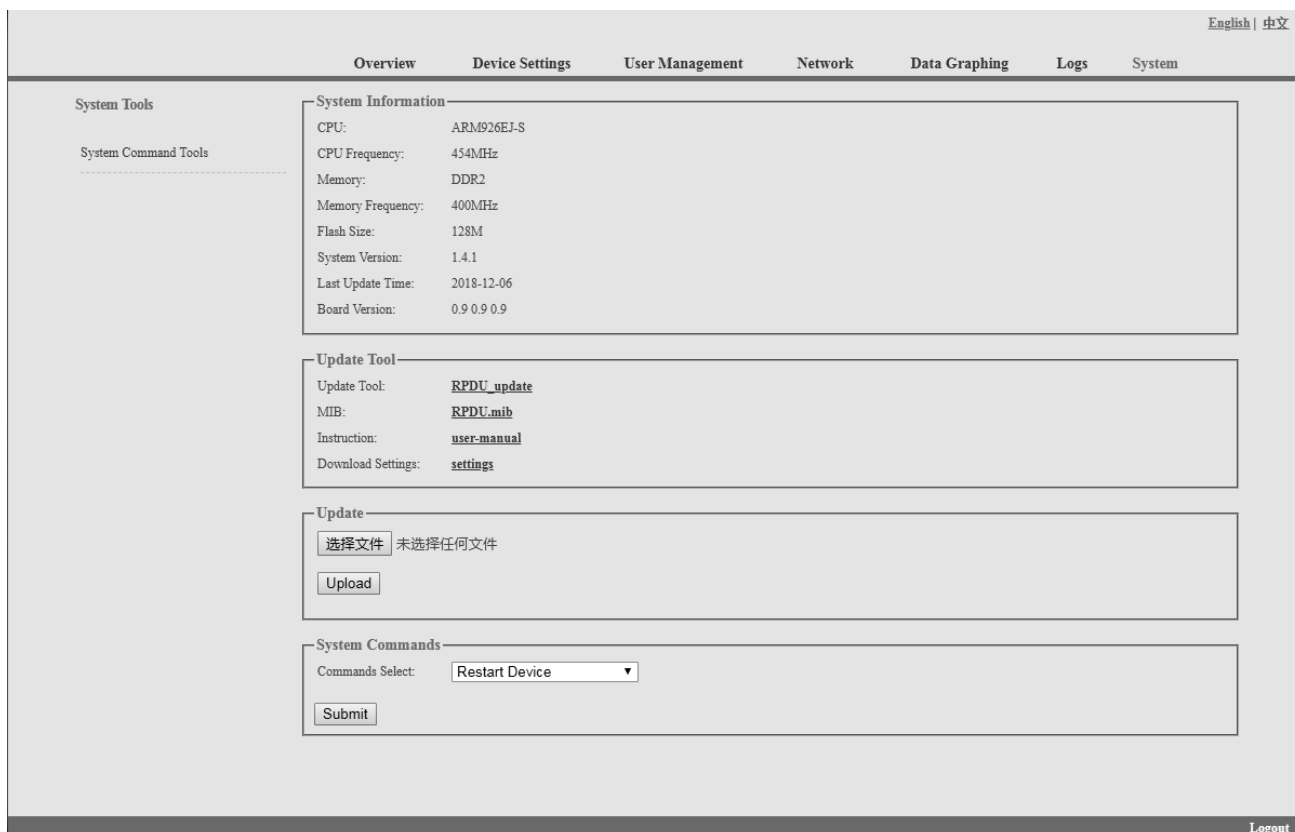 English | 中文
Overview Device Settings User Management Network Data Graphing Logs System
System Tools
System Command Tools
System Information
CPU: ARM926EJ-S
CPU Frequency: 454MHz
Memory: DDR2
Memory Frequency: 400MHz
Flash Size: 128M
System Version: 1.4.1
Last Update Time: 2018-12-06
Board Version: 0.9 0.9 0.9
Update Tool
Update Tool: RPDU_update
MIB: RPDU.mib
Instruction: user-manual
Download Settings: settings
Update
选择文件 未选择任何文件
Upload
System Commands
Commands Select: Restart Device
Submit
Logout